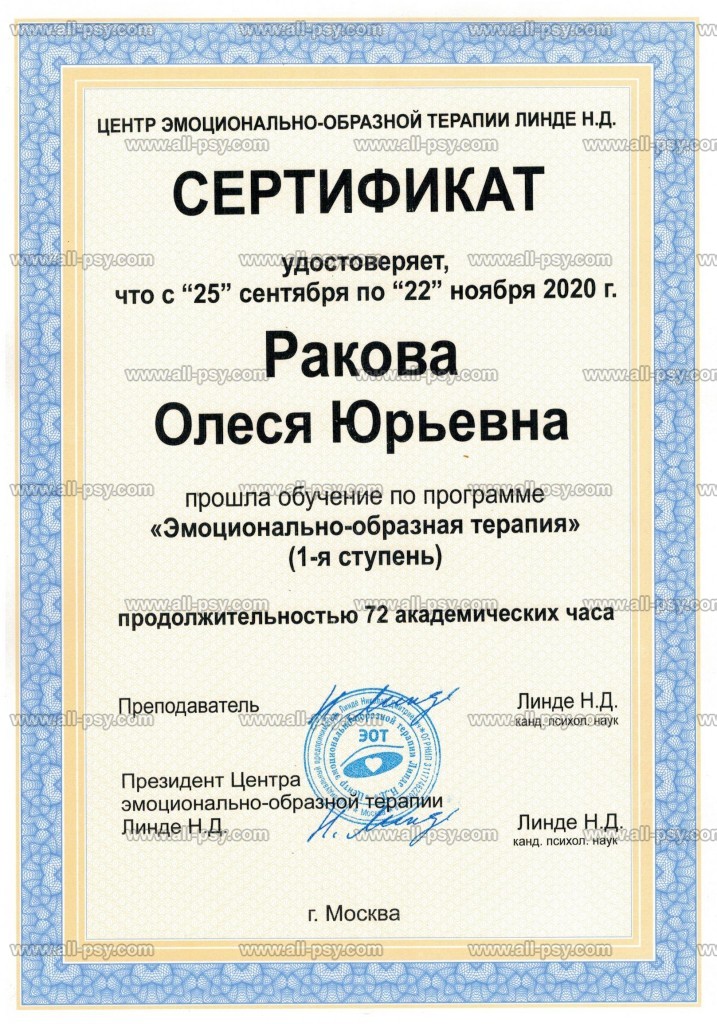 ЦЕНТР ЭМОЦИОНАЛЬНО-ОБРАЗНОЙ ТЕРАПИИ ЛИНДЕ Н.Д.
СЕРТИФИКАТ
удостоверяет,
что с “25” сентября по “22” ноября 2020 г.
Ракова
Олеся Юрьевна
прошла обучение по программе
«Эмоционально-образная терапия»
(1-я ступень)
продолжительностью 72 академических часа
Преподаватель
Линде Н.Д.
канд. психол. наук
ЭОТ
Президент Центра
эмоционально-образной терапии
Линде Н.Д.
Линде Н.Д.
канд. психол. наук
г. Москва
www.all-psy.com